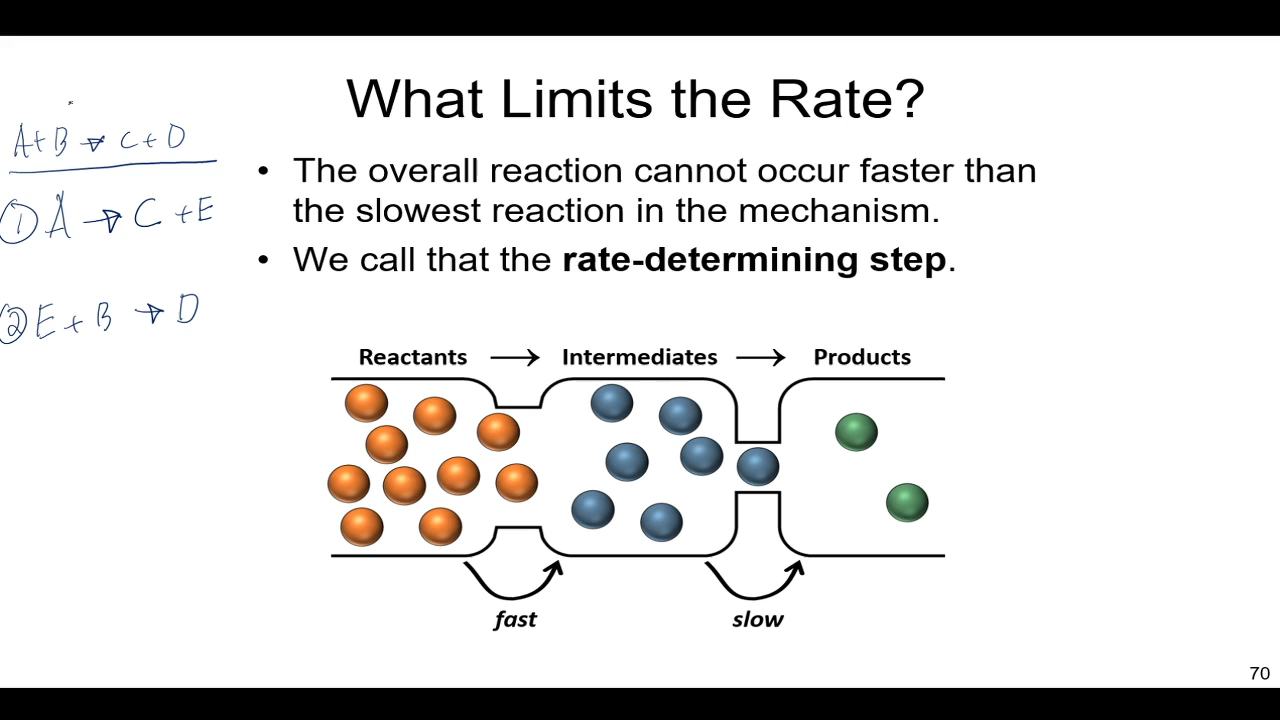 What Limits the Rate?
A+B → C+D
① A → C+E
② E+B → D
• The overall reaction cannot occur faster than
the slowest reaction in the mechanism.
• We call that the rate-determining step.
Reactants → Intermediates → Products
fast slow
70